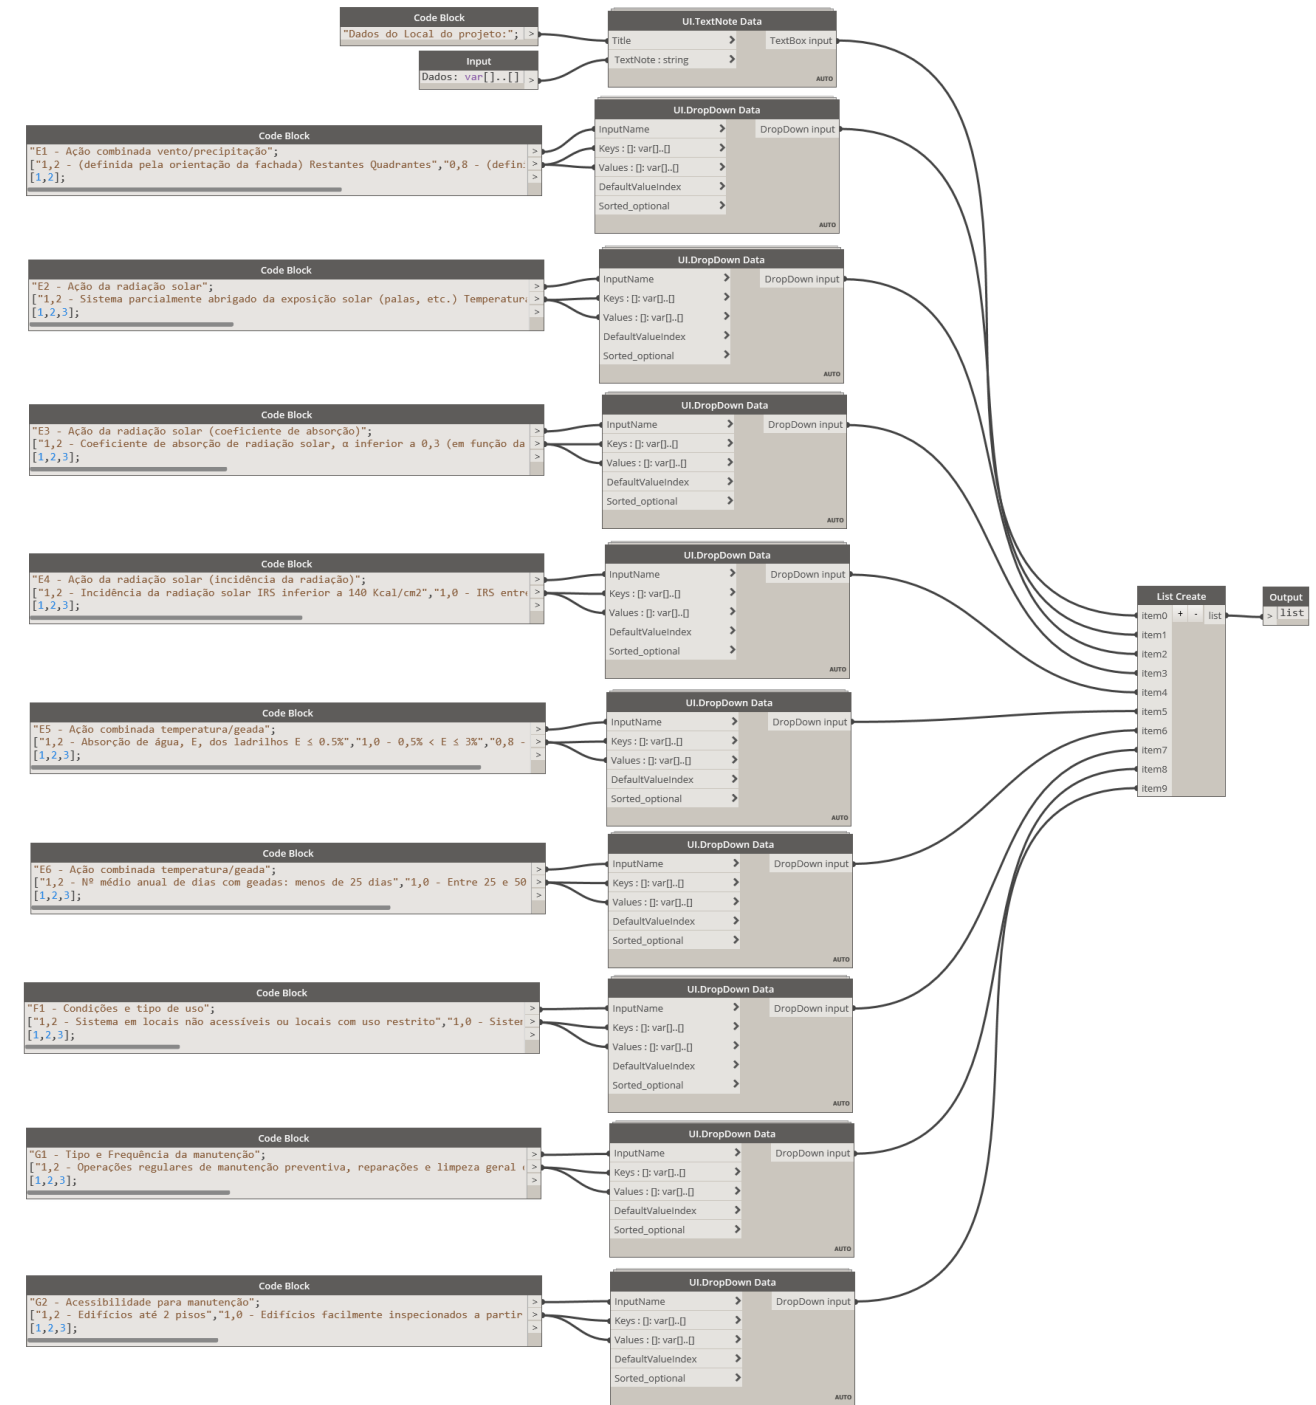 Code Block
"Dados do Local do projeto:"; >
Input
Dados: var[]..[] >
UI.TextNote Data
Title > TextBox input
TextNote : string >
AUTO
Code Block
"E1 - Ação combinada vento/precipitação"; >
["1,2 - (definida pela orientação da fachada) Restantes Quadrantes","0,8 - (defin: >
[1,2]; >
UI.DropDown Data
InputName > DropDown input
Keys : []: var[]..[] >
Values : []: var[]..[] >
DefaultValueIndex >
Sorted_optional >
AUTO
Code Block
"E2 - Ação da radiação solar"; >
["1,2 - Sistema parcialmente abrigado da exposição solar (palas, etc.) Temperatura >
[1,2,3]; >
UI.DropDown Data
InputName > DropDown input
Keys : []: var[]..[] >
Values : []: var[]..[] >
DefaultValueIndex >
Sorted_optional >
AUTO
Code Block
"E3 - Ação da radiação solar (coeficiente de absorção)"; >
["1,2 - Coeficiente de absorção de radiação solar, α inferior a 0,3 (em função da >
[1,2,3]; >
UI.DropDown Data
InputName > DropDown input
Keys : []: var[]..[] >
Values : []: var[]..[] >
DefaultValueIndex >
Sorted_optional >
AUTO
Code Block
"E4 - Ação da radiação solar (incidência da radiação)"; >
["1,2 - Incidência da radiação solar IRS inferior a 140 Kcal/cm2","1,0 - IRS entre >
[1,2,3]; >
UI.DropDown Data
InputName > DropDown input
Keys : []: var[]..[] >
Values : []: var[]..[] >
DefaultValueIndex >
Sorted_optional >
AUTO
Code Block
"E5 - Ação combinada temperatura/geada"; >
["1,2 - Absorção de água, E, dos ladrilhos E ≤ 0.5%","1,0 - 0,5% < E ≤ 3%","0,8 - >
[1,2,3]; >
UI.DropDown Data
InputName > DropDown input
Keys : []: var[]..[] >
Values : []: var[]..[] >
DefaultValueIndex >
Sorted_optional >
AUTO
Code Block
"E6 - Ação combinada temperatura/geada"; >
["1,2 - Nº médio anual de dias com geadas: menos de 25 dias","1,0 - Entre 25 e 50 >
[1,2,3]; >
UI.DropDown Data
InputName > DropDown input
Keys : []: var[]..[] >
Values : []: var[]..[] >
DefaultValueIndex >
Sorted_optional >
AUTO
Code Block
"F1 - Condições e tipo de uso"; >
["1,2 - Sistema em locais não acessíveis ou locais com uso restrito","1,0 - Sistem >
[1,2,3]; >
UI.DropDown Data
InputName > DropDown input
Keys : []: var[]..[] >
Values : []: var[]..[] >
DefaultValueIndex >
Sorted_optional >
AUTO
Code Block
"G1 - Tipo e Frequência da manutenção"; >
["1,2 - Operações regulares de manutenção preventiva, reparações e limpeza geral >
[1,2,3]; >
UI.DropDown Data
InputName > DropDown input
Keys : []: var[]..[] >
Values : []: var[]..[] >
DefaultValueIndex >
Sorted_optional >
AUTO
Code Block
"G2 - Acessibilidade para manutenção"; >
["1,2 - Edifícios até 2 pisos","1,0 - Edifícios facilmente inspecionados a partir >
[1,2,3]; >
UI.DropDown Data
InputName > DropDown input
Keys : []: var[]..[] >
Values : []: var[]..[] >
DefaultValueIndex >
Sorted_optional >
AUTO
List Create
item0 + - list
item1
item2
item3
item4
item5
item6
item7
item8
item9
Output
> list